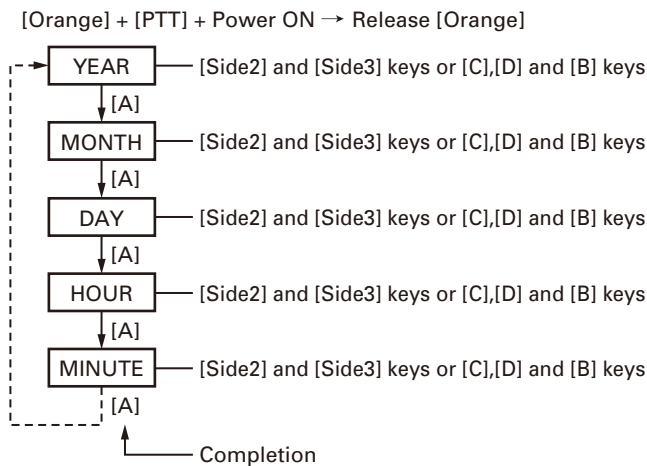 [Orange] + [PTT] + Power ON → Release [Orange]
YEAR [Side2] and [Side3] keys or [C],[D] and [B] keys
[A]
MONTH [Side2] and [Side3] keys or [C],[D] and [B] keys
[A]
DAY [Side2] and [Side3] keys or [C],[D] and [B] keys
[A]
HOUR [Side2] and [Side3] keys or [C],[D] and [B] keys
[A]
MINUTE [Side2] and [Side3] keys or [C],[D] and [B] keys
[A]
Completion